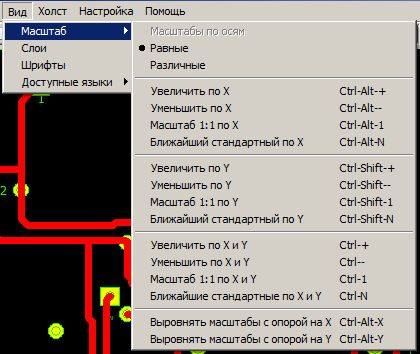 Вид Холст Настройка Помощь
Масштаб
Слои
Шрифты
Доступные языки
Масштабы по осям
Равные
Различные
Увеличить по X Ctrl-Alt-+
Уменьшить по X Ctrl-Alt--
Масштаб 1:1 по X Ctrl-Alt-1
Ближайший стандартный по X Ctrl-Alt-N
Увеличить по Y Ctrl-Shift-+
Уменьшить по Y Ctrl-Shift--
Масштаб 1:1 по Y Ctrl-Shift-1
Ближайший стандартный по Y Ctrl-Shift-N
Увеличить по X и Y Ctrl-+
Уменьшить по X и Y Ctrl--
Масштаб 1:1 по X и Y Ctrl-1
Ближайшие стандартные по X и Y Ctrl-N
Выровнять масштабы с опорой на X Ctrl-Alt-X
Выровнять масштабы с опорой на Y Ctrl-Alt-Y
1
2